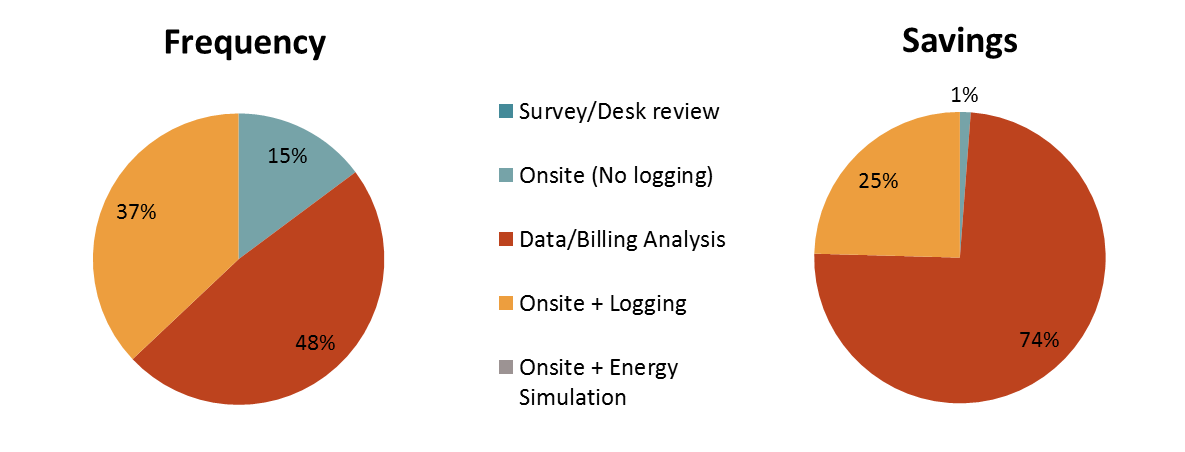 Frequency
15%
37%
48%
Survey/Desk review
Onsite (No logging)
Data/Billing Analysis
Onsite + Logging
Onsite + Energy
Simulation
Savings
1%
25%
74%